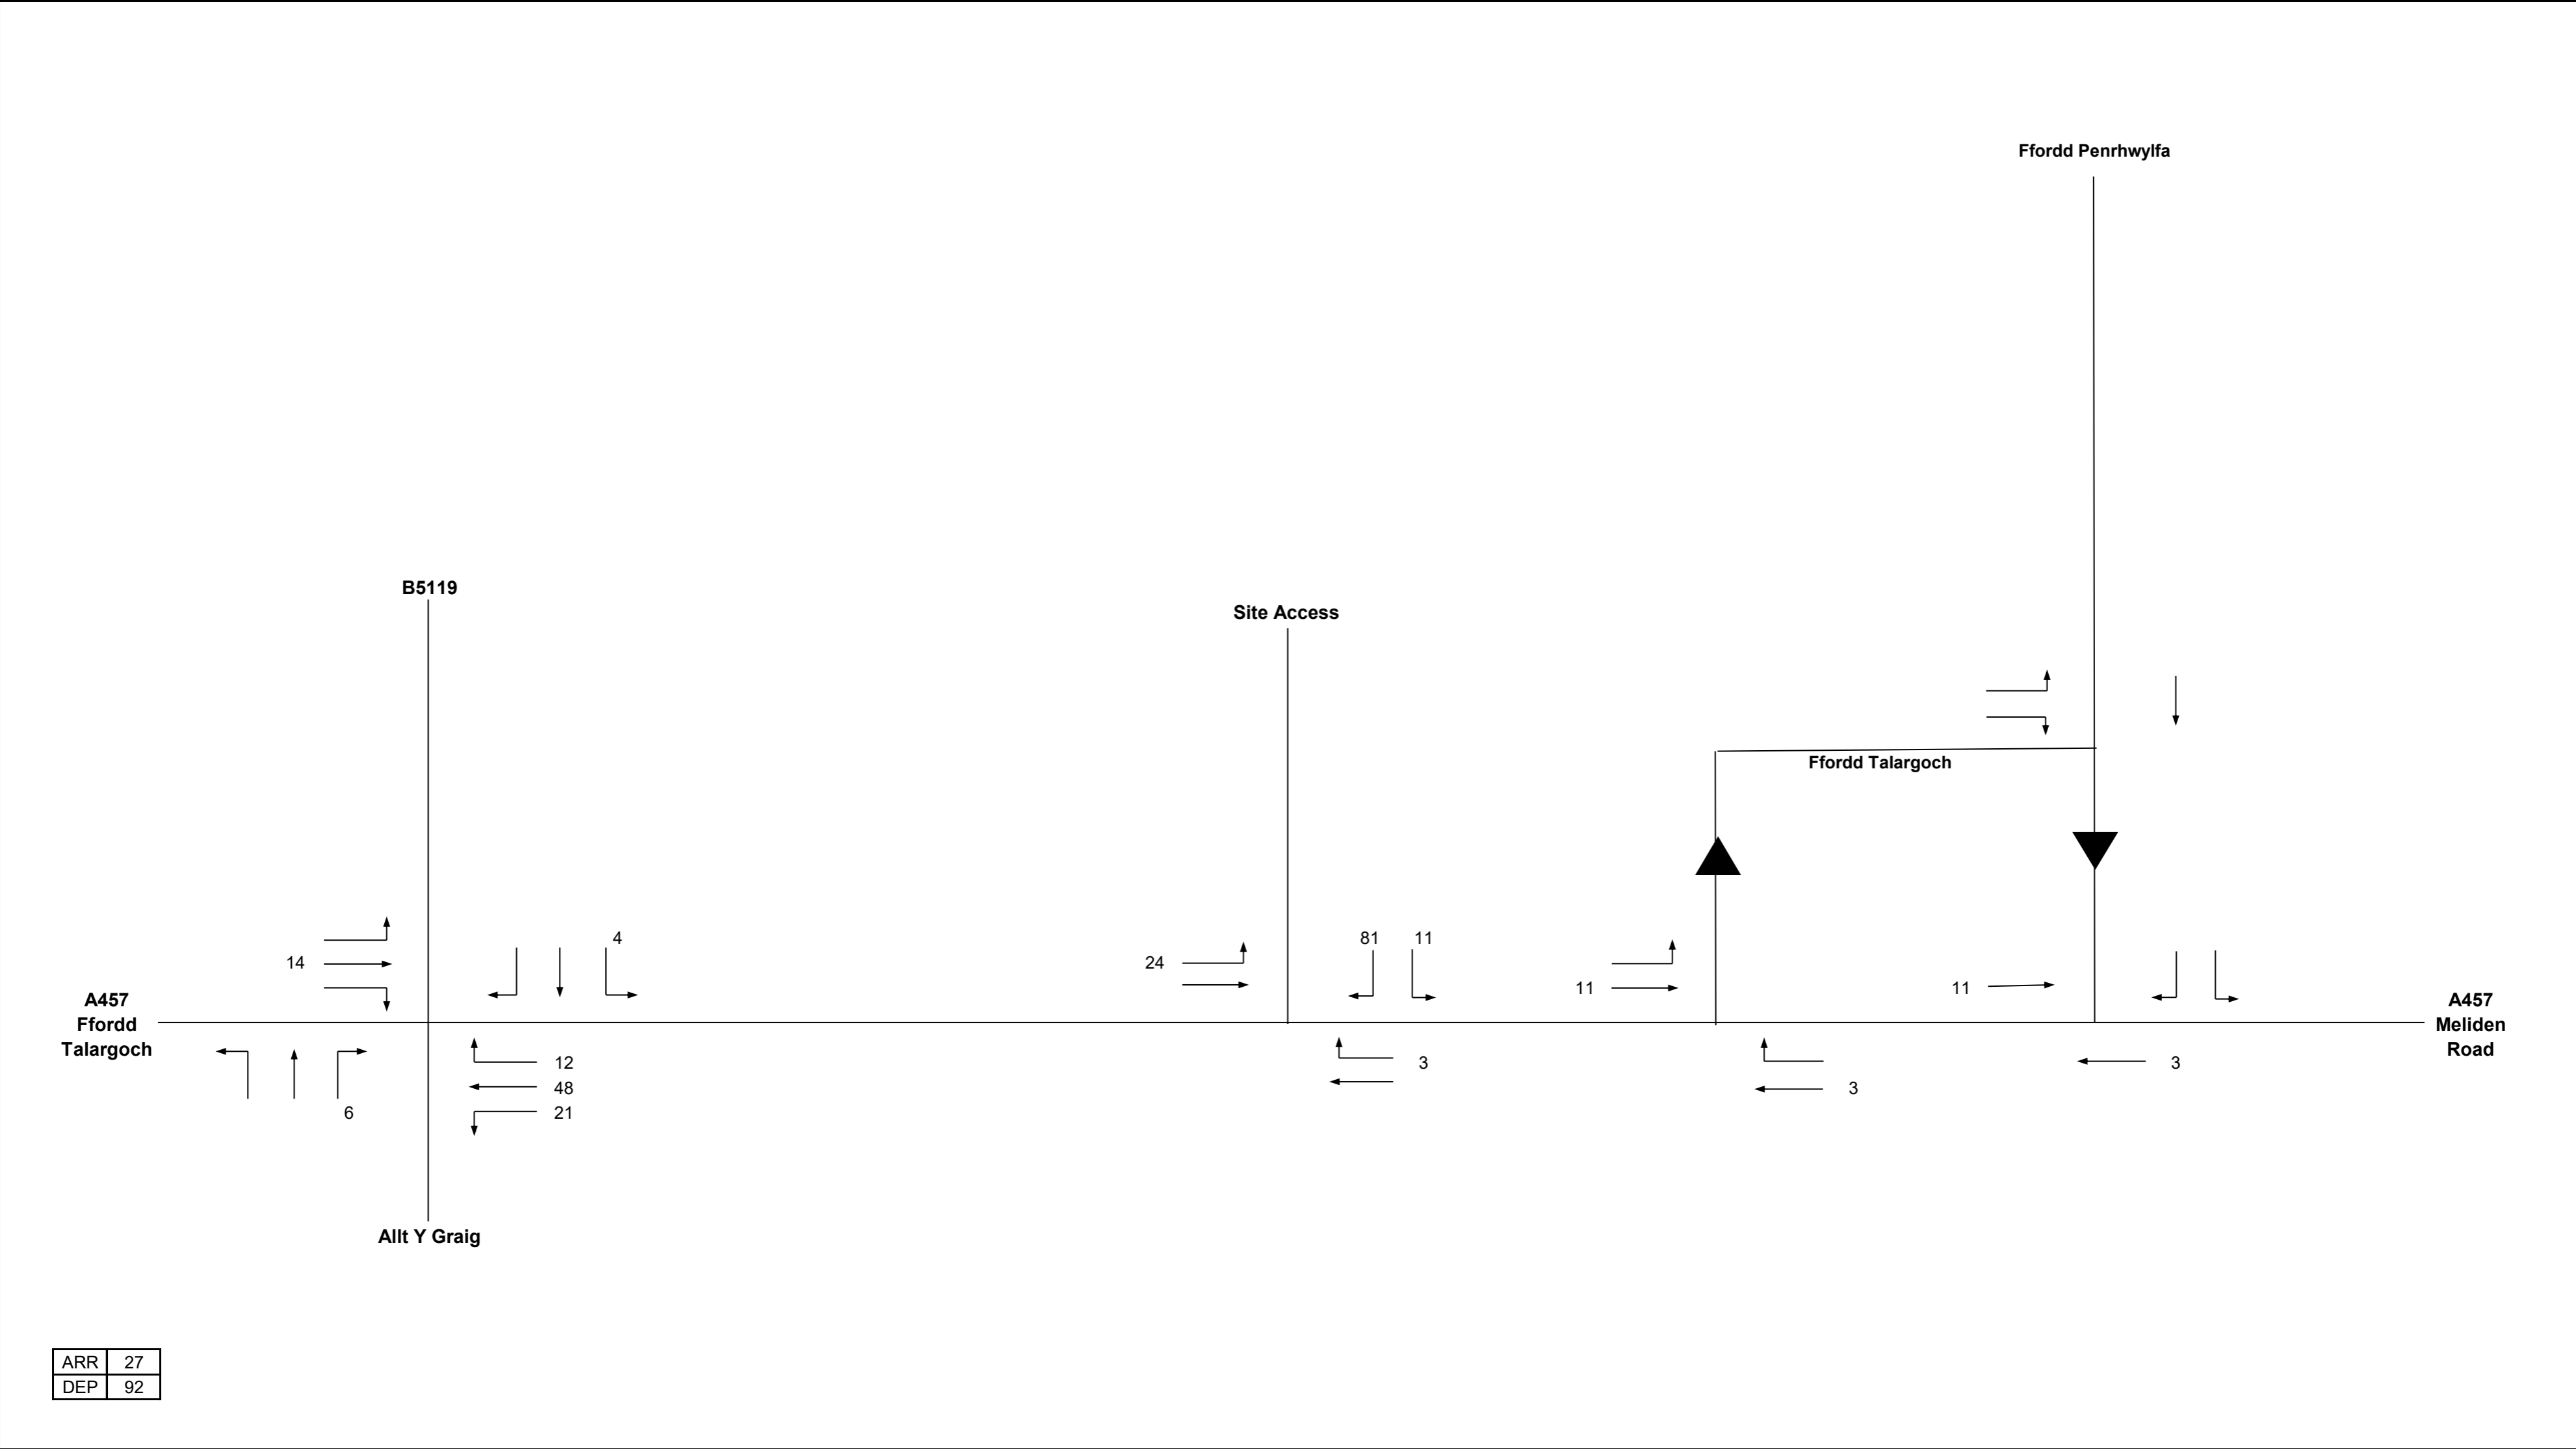 Ffordd Penrhwylfa
B5119
Site Access
Ffordd Talargoch
4
81 11
14
24
11
11
A457
Ffordd
Talargoch
A457
Meliden
Road
12
48
21
6
3
3
3
Allt Y Graig
ARR 27
DEP 92